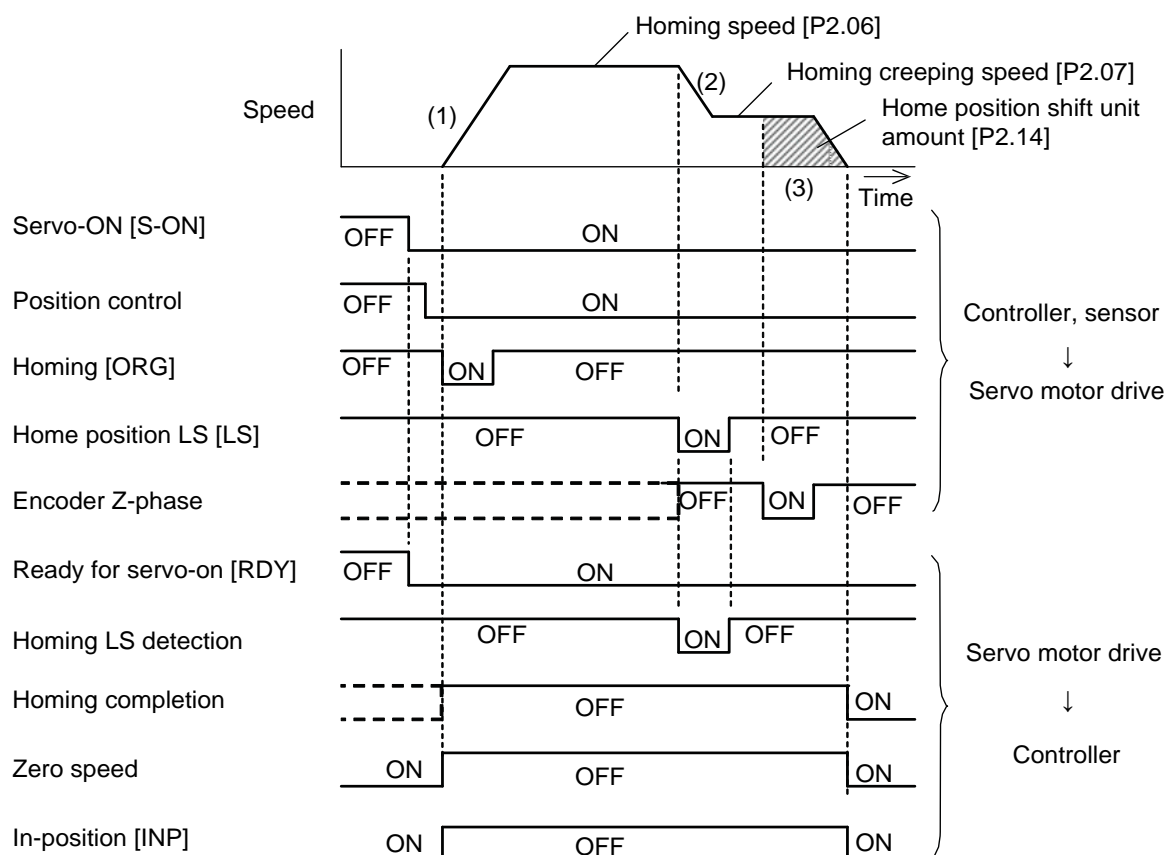 Homing speed [P2.06]
(2)
Homing creeping speed [P2.07]
Speed
(1)
Home position shift unit
amount [P2.14]
(3)
Time
Servo-ON [S-ON]
OFF
ON
Position control
OFF
ON
Controller, sensor
↓
Servo motor drive
Homing [ORG]
OFF
ON
OFF
Home position LS [LS]
OFF
ON
OFF
Encoder Z-phase
OFF
ON
OFF
Ready for servo-on [RDY]
OFF
ON
Homing LS detection
OFF
ON
OFF
Servo motor drive
↓
Controller
Homing completion
OFF
ON
Zero speed
ON
OFF
ON
In-position [INP]
ON
OFF
ON